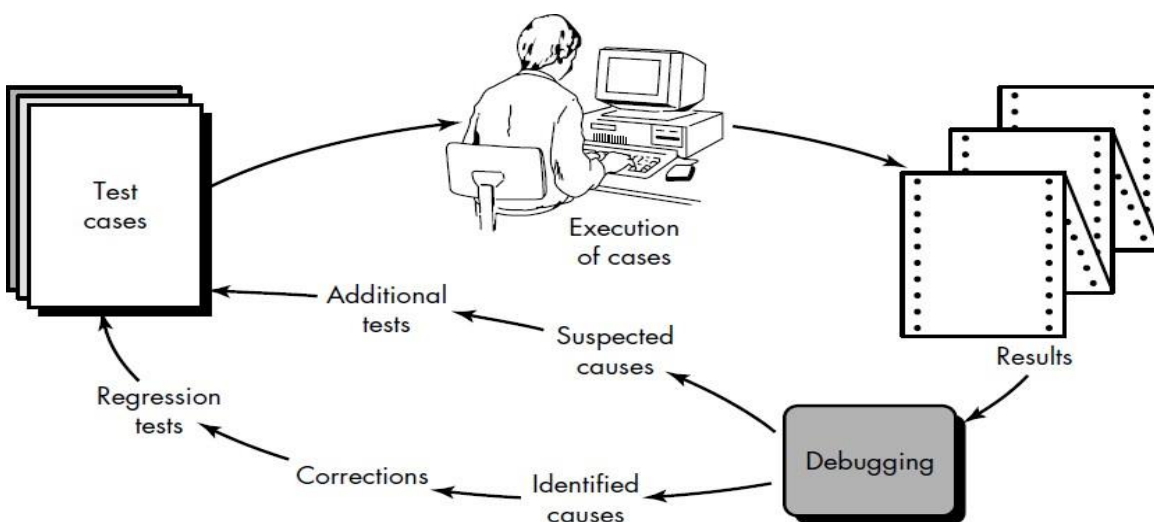 Test
cases
Execution
of cases
Results
Additional
tests
Suspected
causes
Debugging
Regression
tests
Corrections
Identified
causes